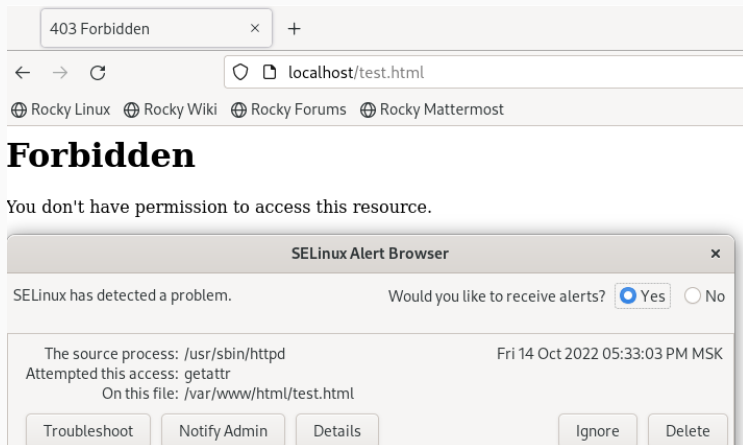 403 Forbidden × +
localhost/test.html
Rocky Linux Rocky Wiki Rocky Forums Rocky Mattermost
Forbidden
You don't have permission to access this resource.
SELinux Alert Browser ×
SELinux has detected a problem. Would you like to receive alerts? Yes No
The source process: /usr/sbin/httpd Fri 14 Oct 2022 05:33:03 PM MSK
Attempted this access: getattr
On this file: /var/www/html/test.html
Troubleshoot Notify Admin Details Ignore Delete